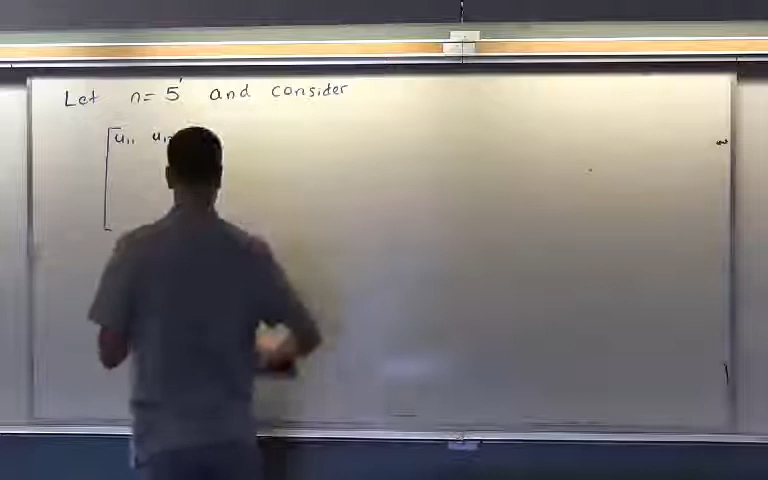 Let n = 5 and consider
u₁₁ u₁₂